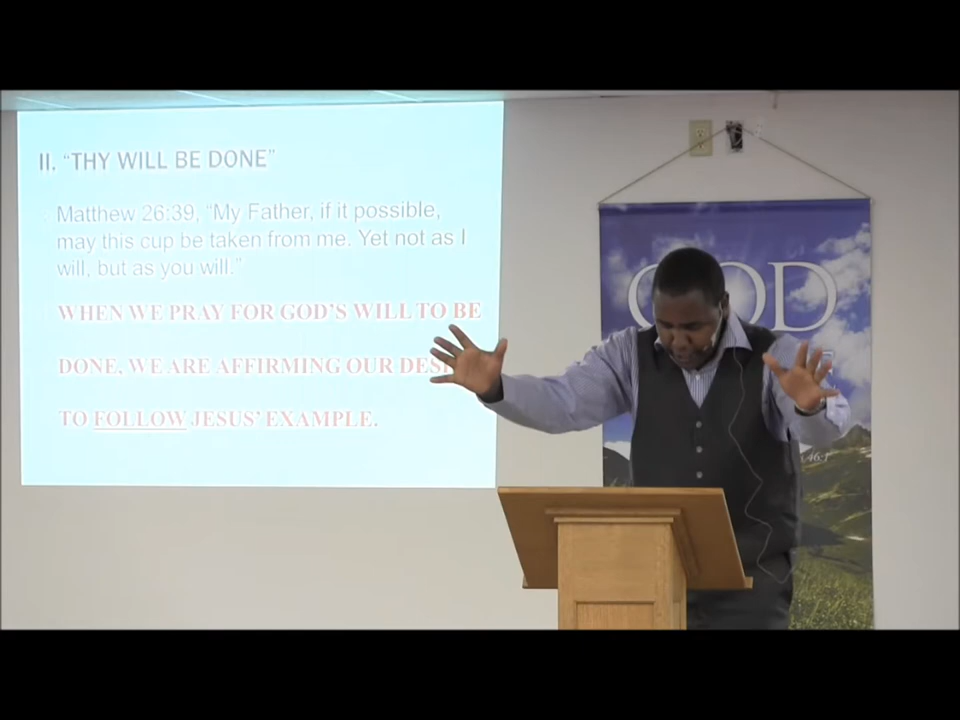 II. "THY WILL BE DONE"
Matthew 26:39, "My Father, if it possible,
may this cup be taken from me. Yet not as I
will, but as you will."
WHEN WE PRAY FOR GOD'S WILL TO BE
DONE, WE ARE AFFIRMING OUR
TO FOLLOW JESUS' EXAMPLE.
GOD